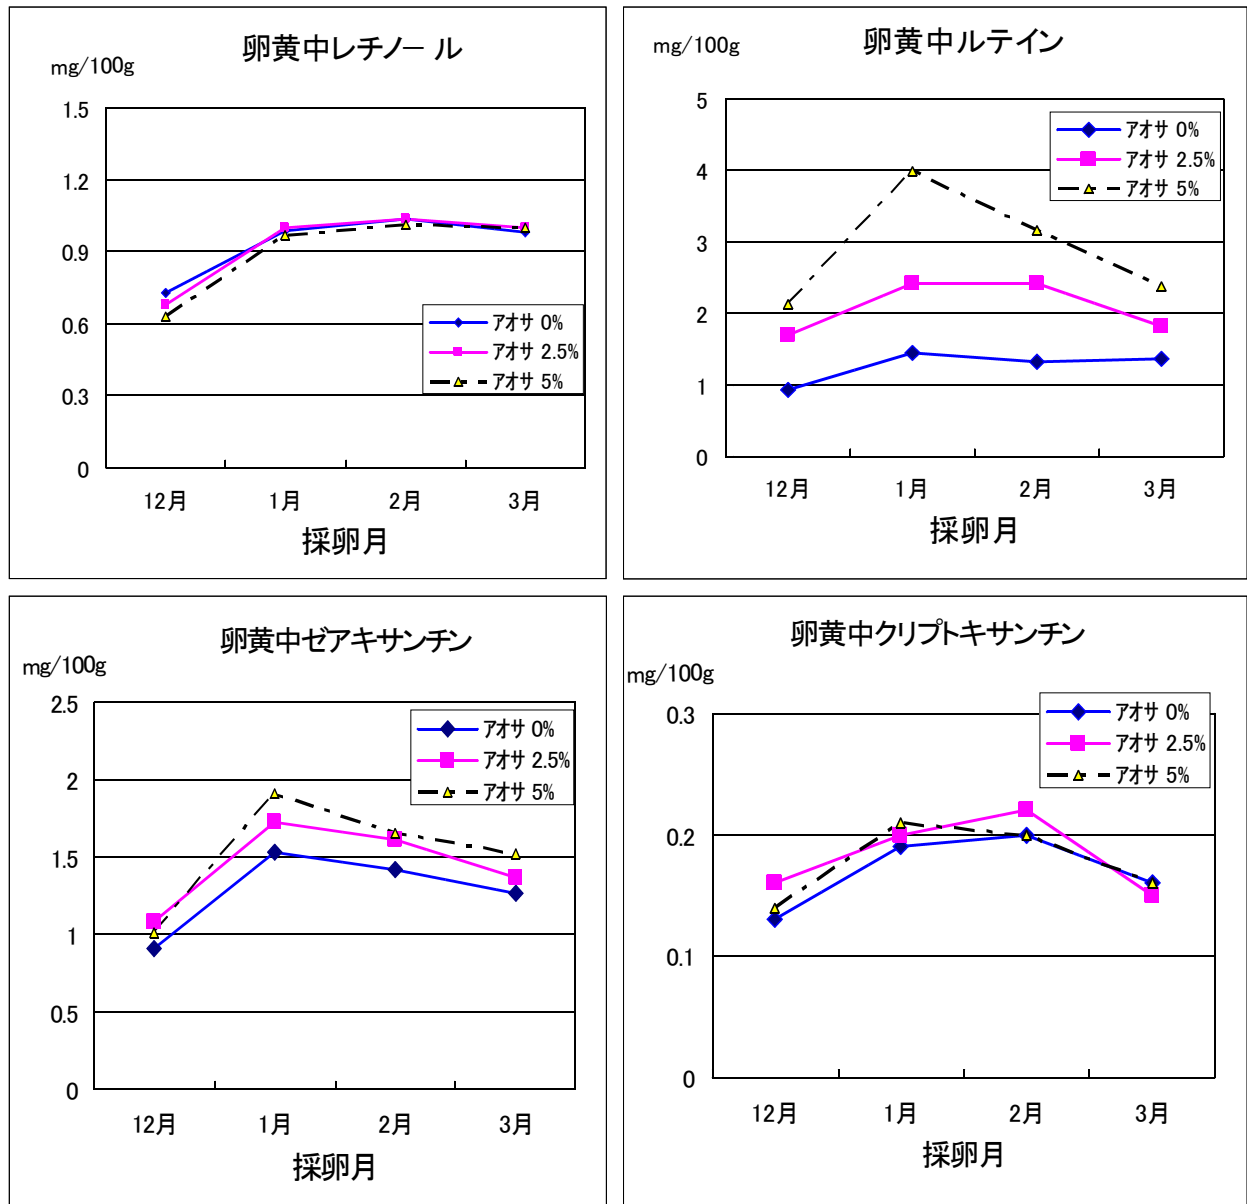 卵黄中レチノール
mg/100g
1.5
1.2
0.9
0.6
0.3
0
アオサ 0%
アオサ 2.5%
アオサ 5%
12月 1月 2月 3月
採卵月
卵黄中ルテイン
mg/100g
5
4
3
2
1
0
アオサ 0%
アオサ 2.5%
アオサ 5%
12月 1月 2月 3月
採卵月
卵黄中ゼアキサンチン
mg/100g
2.5
2
1.5
1
0.5
0
アオサ 0%
アオサ 2.5%
アオサ 5%
12月 1月 2月 3月
採卵月
卵黄中クリプトキサンチン
mg/100g
0.3
0.2
0.1
0
アオサ 0%
アオサ 2.5%
アオサ 5%
12月 1月 2月 3月
採卵月